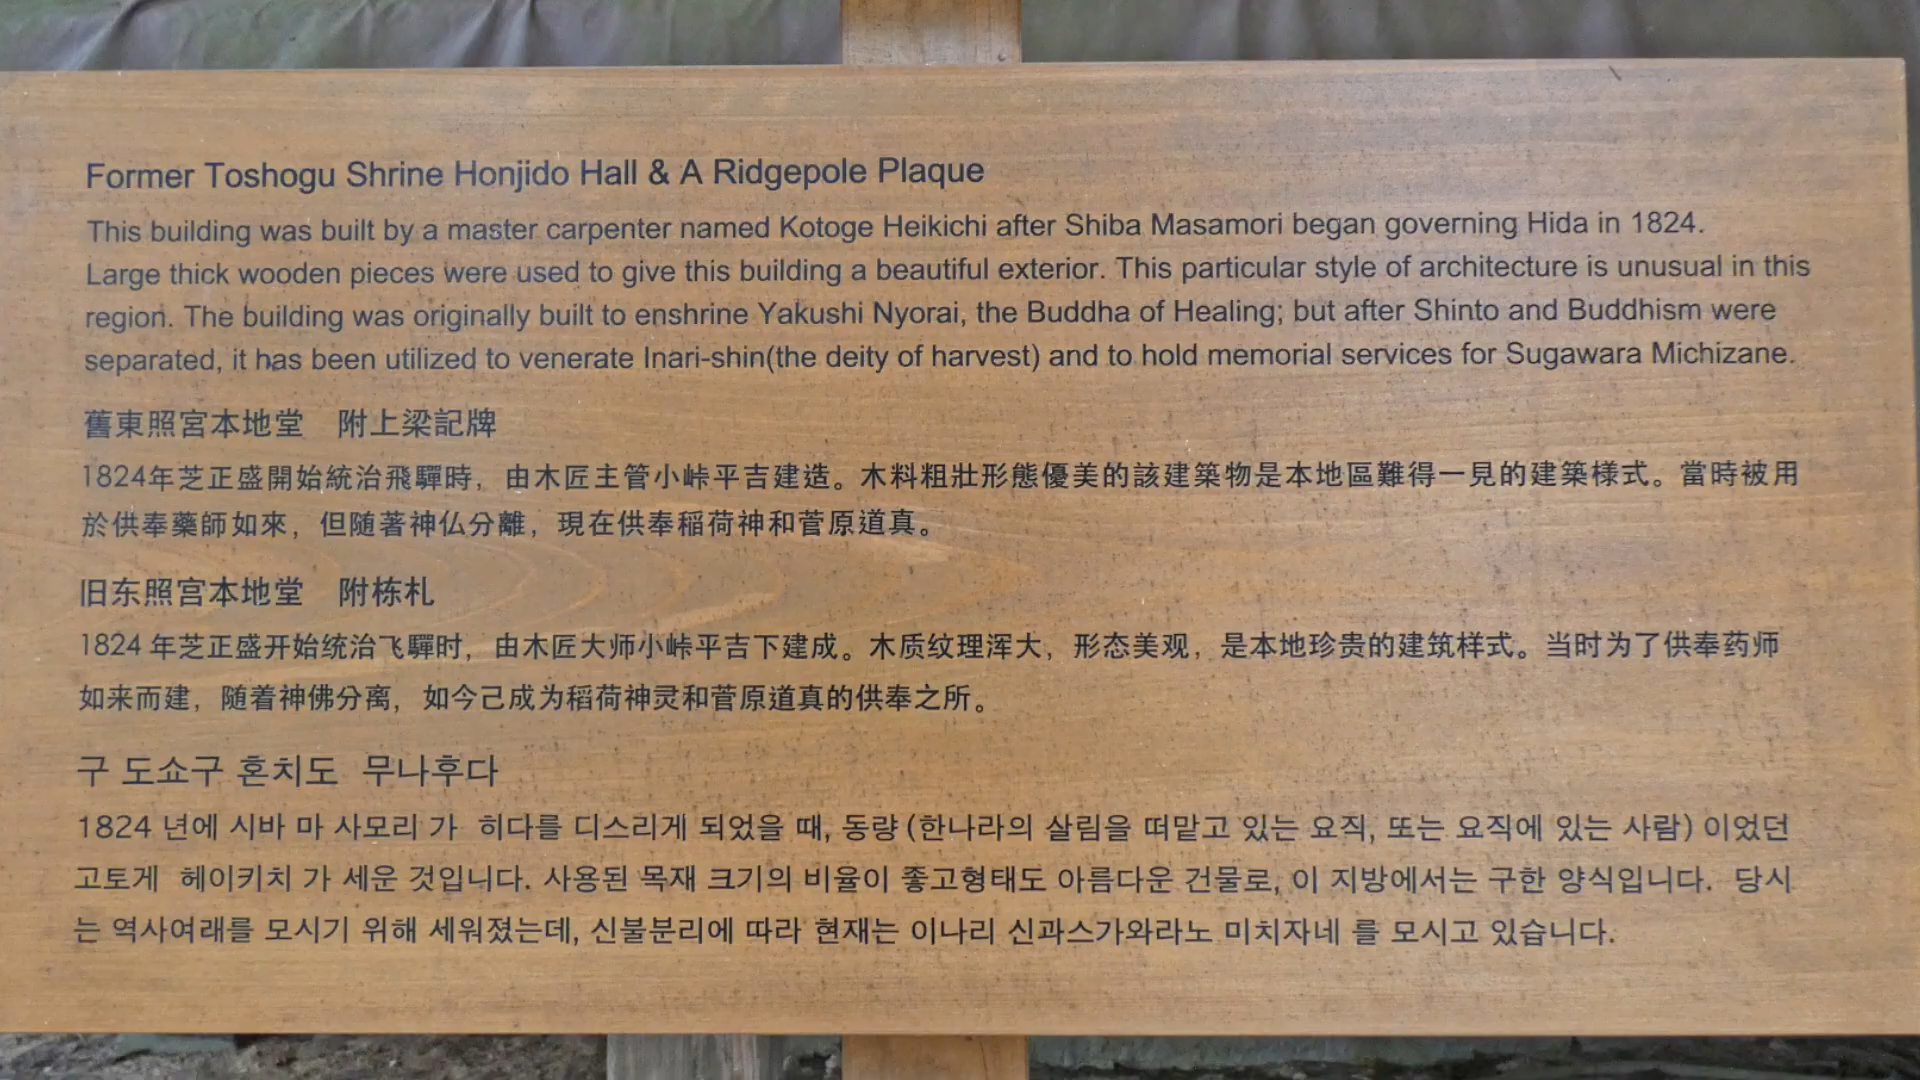 Former Toshogu Shrine Honjido Hall & A Ridgepole Plaque
This building was built by a master carpenter named Kotoge Heikichi after Shiba Masamori began governing Hida in 1824.
Large thick wooden pieces were used to give this building a beautiful exterior. This particular style of architecture is unusual in this
region. The building was originally built to enshrine Yakushi Nyorai, the Buddha of Healing; but after Shinto and Buddhism were
separated, it has been utilized to venerate Inari-shin(the deity of harvest) and to hold memorial services for Sugawara Michizane.
舊東照宮本地堂　附上梁記牌
1824年芝正盛開始統治飛驒時，由木匠主管小峠平吉建造。木料粗壯形態優美的該建築物是本地區難得一見的建築樣式。當時被用
於供奉藥師如來，但随著神仏分離，現在供奉稲荷神和菅原道真。
旧东照宫本地堂　附栋札
1824 年芝正盛开始统治飞驒时，由木匠大师小峠平吉下建成。木质纹理浑大，形态美观，是本地珍贵的建筑样式。当时为了供奉药师
如来而建，随着神佛分离，如今己成为稻荷神灵和菅原道真的供奉之所。
구 도쇼구 혼치도 무나후다
1824 년에 시바 마 사모리 가 히다를 디스리게 되었을 때, 동량 (한나라의 살림을 떠맡고 있는 요직, 또는 요직에 있는 사람) 이었던
고토게 헤이키치 가 세운 것입니다. 사용된 목재 크기의 비율이 좋고형태도 아름다운 건물로, 이 지방에서는 구한 양식입니다. 당시
는 역사여래를 모시기 위해 세워졌는데, 신불분리에 따라 현재는 이나리 신과스가와라노 미치자네 를 모시고 있습니다.